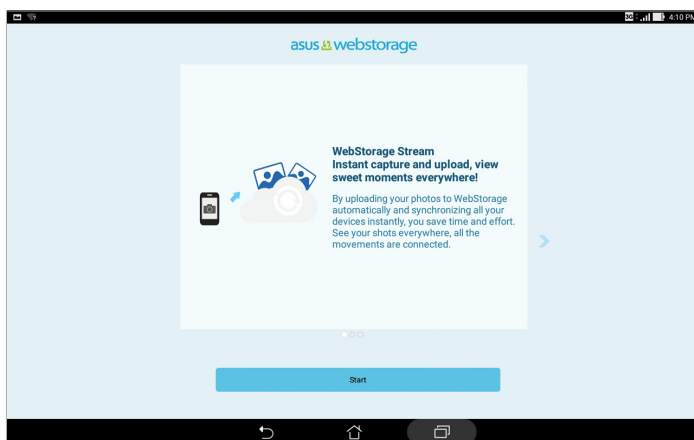 3G 4:10 PM
asus webstorage
WebStorage Stream
Instant capture and upload, view
sweet moments everywhere!
By uploading your photos to WebStorage
automatically and synchronizing all your
devices instantly, you save time and effort.
See your shots everywhere, all the
movements are connected.
Start